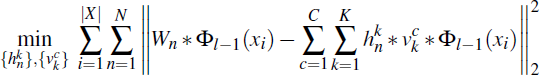 \min_{\{h_n^k\},\{v_k^c\}} \sum_{i=1}^{|X|} \sum_{n=1}^{N} \left\| W_n * \Phi_{l-1}(x_i) - \sum_{c=1}^{C} \sum_{k=1}^{K} h_n^k * v_k^c * \Phi_{l-1}(x_i) \right\|_2^2